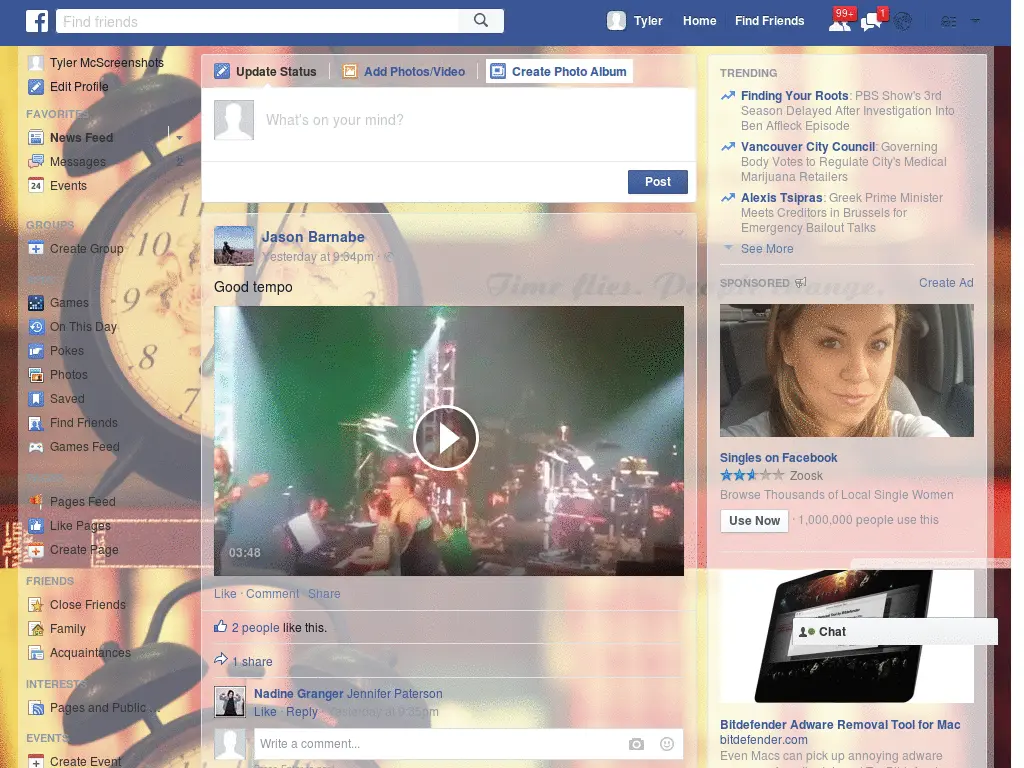 Find friends
Tyler
Home
Find Friends
99+
1
Tyler McScreenshots
Edit Profile
FAVORITES
News Feed
Messages
2
24
Events
GROUPS
Create Group
Games
On This Day
Pokes
Photos
Saved
Find Friends
Games Feed
Pages Feed
Like Pages
Create Page
FRIENDS
Close Friends
Family
Acquaintances
INTERESTS
Pages and Public ...
EVENTS
Create Event
Update Status
Add Photos/Video
Create Photo Album
What's on your mind?
Post
Jason Barnabe
Yesterday at 9:34pm ·
Time flies. People change.
Good tempo
03:48
Like · Comment · Share
2 people like this.
1 share
Nadine Granger Jennifer Paterson
Like · Reply · Yesterday at 9:35pm
Write a comment...
TRENDING
Finding Your Roots: PBS Show's 3rd
Season Delayed After Investigation Into
Ben Affleck Episode
Vancouver City Council: Governing
Body Votes to Regulate City's Medical
Marijuana Retailers
Alexis Tsipras: Greek Prime Minister
Meets Creditors in Brussels for
Emergency Bailout Talks
See More
SPONSORED
Create Ad
Singles on Facebook
Zoosk
Browse Thousands of Local Single Women
Use Now · 1,000,000 people use this
Chat
Bitdefender Adware Removal Tool for Mac
bitdefender.com
Even Macs can pick up annoying adware
10
11
9
8
7